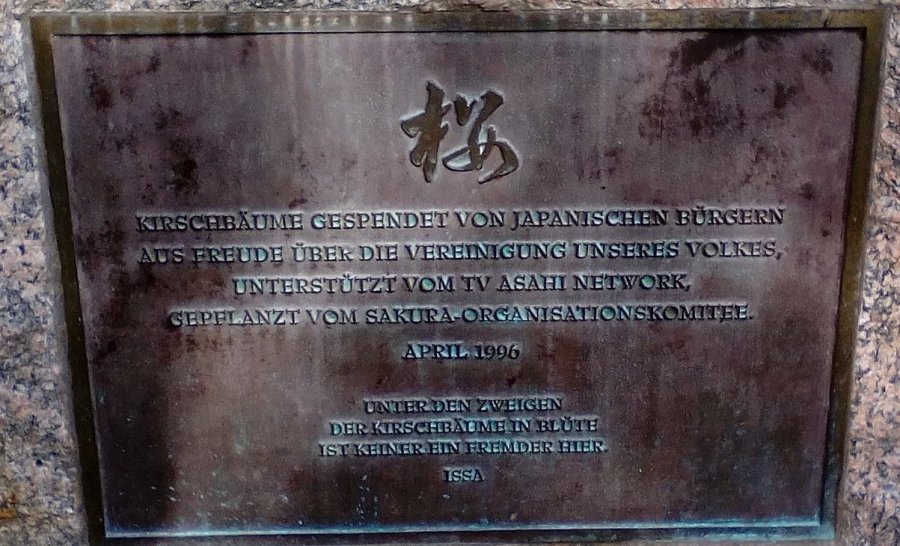 桜
KIRSCHBÄUME GESPENDET VON JAPANISCHEN BÜRGERN
AUS FREUDE ÜBER DIE VEREINIGUNG UNSERES VOLKES,
UNTERSTÜTZT VOM TV ASAHI NETWORK,
GEPFLANZT VOM SAKURA-ORGANISATIONSKOMITEE.
APRIL 1996
UNTER DEN ZWEIGEN
DER KIRSCHBÄUME IN BLÜTE
IST KEINER EIN FREMDER HIER.
ISSA